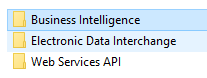 Business Intelligence
Electronic Data Interchange
Web Services API